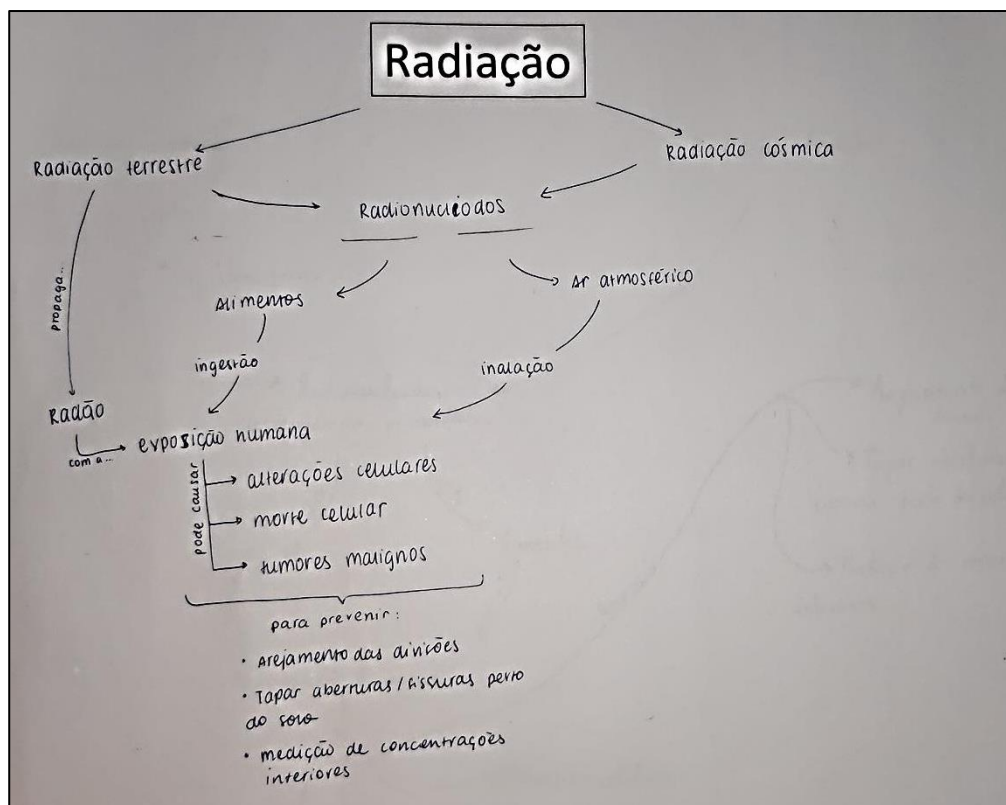 Radiação
Radiação terrestre
Radiação cósmica
Radionuclíodos
propaga...
Alimentos
Ar atmosférico
ingestão
inalação
Radão
com a...
exposição humana
pode causar
alterações celulares
morte celular
tumores malignos
para prevenir:
• Arejamento das divisões
• Tapar aberturas/fissuras perto
do solo
• medição de concentrações
interiores